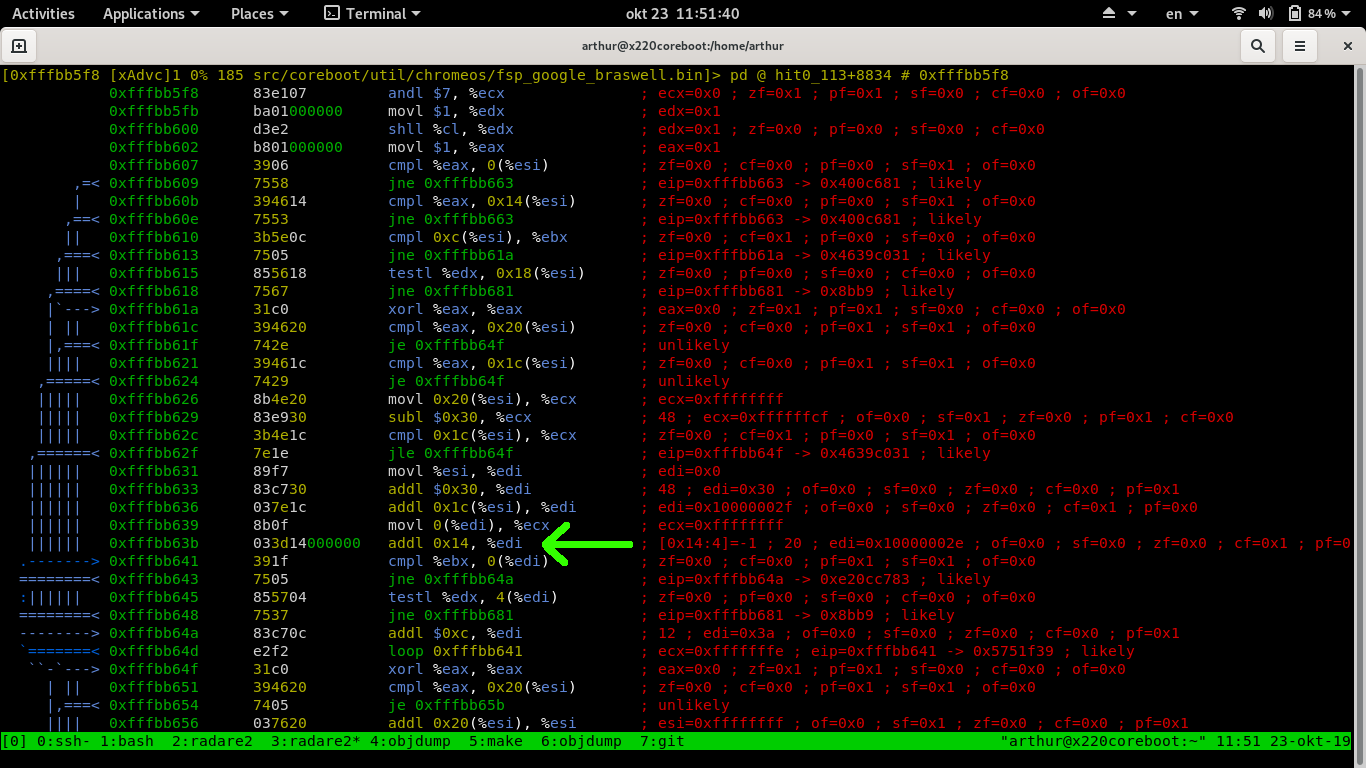 Activities Applications Places Terminal okt 23 11:51:40 en 84 %
arthur@x220coreboot:/home/arthur
[0xfffbb5f8 [xAdvc]1 0% 185 src/coreboot/util/chromeos/fsp_google_braswell.bin]> pd @ hit0_113+8834 # 0xfffbb5f8
0xfffbb5f8 83e107 andl $7, %ecx ; ecx=0x0 ; zf=0x1 ; pf=0x1 ; sf=0x0 ; cf=0x0 ; of=0x0
0xfffbb5fb ba01000000 movl $1, %edx ; edx=0x1
0xfffbb600 d3e2 shll %cl, %edx ; edx=0x1 ; zf=0x0 ; pf=0x0 ; sf=0x0 ; cf=0x0
0xfffbb602 b801000000 movl $1, %eax ; eax=0x1
0xfffbb607 3906 cmpl %eax, 0(%esi) ; zf=0x0 ; cf=0x0 ; pf=0x0 ; sf=0x1 ; of=0x0
,=< 0xfffbb609 7558 jne 0xfffbb663 ; eip=0xfffbb663 -> 0x400c681 ; likely
| 0xfffbb60b 394614 cmpl %eax, 0x14(%esi) ; zf=0x0 ; cf=0x0 ; pf=0x0 ; sf=0x1 ; of=0x0
,==< 0xfffbb60e 7553 jne 0xfffbb663 ; eip=0xfffbb663 -> 0x400c681 ; likely
|| 0xfffbb610 3b5e0c cmpl 0xc(%esi), %ebx ; zf=0x0 ; cf=0x1 ; pf=0x0 ; sf=0x0 ; of=0x0
,===< 0xfffbb613 7505 jne 0xfffbb61a ; eip=0xfffbb61a -> 0x4639c031 ; likely
||| 0xfffbb615 855618 testl %edx, 0x18(%esi) ; zf=0x0 ; pf=0x0 ; sf=0x0 ; cf=0x0 ; of=0x0
,====< 0xfffbb618 7567 jne 0xfffbb681 ; eip=0xfffbb681 -> 0x8bb9 ; likely
|`---> 0xfffbb61a 31c0 xorl %eax, %eax ; eax=0x0 ; zf=0x1 ; pf=0x1 ; sf=0x0 ; cf=0x0 ; of=0x0
| || 0xfffbb61c 394620 cmpl %eax, 0x20(%esi) ; zf=0x0 ; cf=0x0 ; pf=0x1 ; sf=0x1 ; of=0x0
|,===< 0xfffbb61f 742e je 0xfffbb64f ; unlikely
|||| 0xfffbb621 39461c cmpl %eax, 0x1c(%esi) ; zf=0x0 ; cf=0x0 ; pf=0x1 ; sf=0x1 ; of=0x0
,=====< 0xfffbb624 7429 je 0xfffbb64f ; unlikely
||||| 0xfffbb626 8b4e20 movl 0x20(%esi), %ecx ; ecx=0xffffffff
||||| 0xfffbb629 83e930 subl $0x30, %ecx ; 48 ; ecx=0xffffffcf ; of=0x0 ; sf=0x1 ; zf=0x0 ; pf=0x1 ; cf=0x0
||||| 0xfffbb62c 3b4e1c cmpl 0x1c(%esi), %ecx ; zf=0x0 ; cf=0x1 ; pf=0x0 ; sf=0x1 ; of=0x0
,======< 0xfffbb62f 7e1e jle 0xfffbb64f ; eip=0xfffbb64f -> 0x4639c031 ; likely
|||||| 0xfffbb631 89f7 movl %esi, %edi ; edi=0x0
|||||| 0xfffbb633 83c730 addl $0x30, %edi ; 48 ; edi=0x30 ; of=0x0 ; sf=0x0 ; zf=0x0 ; cf=0x0 ; pf=0x1
|||||| 0xfffbb636 037e1c addl 0x1c(%esi), %edi ; edi=0x10000002f ; of=0x0 ; sf=0x0 ; zf=0x0 ; cf=0x1 ; pf=0x0
|||||| 0xfffbb639 8b0f movl 0(%edi), %ecx ; ecx=0xffffffff
|||||| 0xfffbb63b 033d14000000 addl 0x14, %edi ; [0x14:4]=-1 ; 20 ; edi=0x10000002e ; of=0x0 ; sf=0x0 ; zf=0x0 ; cf=0x1 ; pf=0
.-------> 0xfffbb641 391f cmpl %ebx, 0(%edi) ; zf=0x0 ; cf=0x0 ; pf=0x1 ; sf=0x1 ; of=0x0
========< 0xfffbb643 7505 jne 0xfffbb64a ; eip=0xfffbb64a -> 0xe20cc783 ; likely
:|||||| 0xfffbb645 855704 testl %edx, 4(%edi) ; zf=0x0 ; pf=0x0 ; sf=0x0 ; cf=0x0 ; of=0x0
========< 0xfffbb648 7537 jne 0xfffbb681 ; eip=0xfffbb681 -> 0x8bb9 ; likely
--------> 0xfffbb64a 83c70c addl $0xc, %edi ; 12 ; edi=0x3a ; of=0x0 ; sf=0x0 ; zf=0x0 ; cf=0x0 ; pf=0x1
`=======< 0xfffbb64d e2f2 loop 0xfffbb641 ; ecx=0xfffffffe ; eip=0xfffbb641 -> 0x5751f39 ; likely
``-`---> 0xfffbb64f 31c0 xorl %eax, %eax ; eax=0x0 ; zf=0x1 ; pf=0x1 ; sf=0x0 ; cf=0x0 ; of=0x0
| || 0xfffbb651 394620 cmpl %eax, 0x20(%esi) ; zf=0x0 ; cf=0x0 ; pf=0x1 ; sf=0x1 ; of=0x0
|,===< 0xfffbb654 7405 je 0xfffbb65b ; unlikely
|||| 0xfffbb656 037620 addl 0x20(%esi), %esi ; esi=0xffffffff ; of=0x0 ; sf=0x1 ; zf=0x0 ; cf=0x0 ; pf=0x1
[0] 0:ssh- 1:bash 2:radare2 3:radare2* 4:objdump 5:make 6:objdump 7:git "arthur@x220coreboot:~" 11:51 23-okt-19